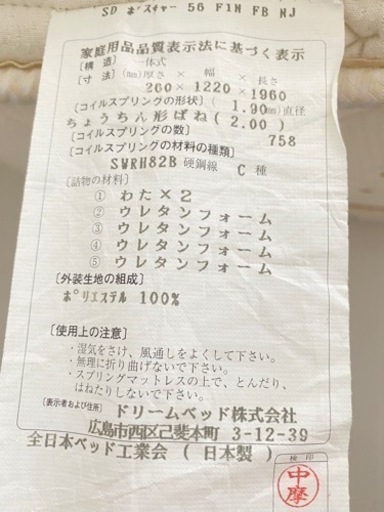 SD ポスチャー 56 F1N FB NJ
家庭用品品質表示法に基づく表示
〔構造〕 一体式
〔寸法〕 (mm)厚さ × 幅 × 長さ
260×1220×1960
〔コイルスプリングの形状〕 (1.90mm)直径
ちょうちん形ばね(2.00)
〔コイルスプリングの数〕 758
〔コイルスプリングの材料の種類〕
SWRH82B 硬鋼線 C 種
〔詰物の材料〕
① わた×2
② ウレタンフォーム
③ ウレタンフォーム
④ ウレタンフォーム
⑤ ウレタンフォーム
〔外装生地の組成〕
ポリエステル 100%
〔使用上の注意〕
・湿気をさけ、風通しをよくして下さい。
・無理に折り曲げないで下さい。
・スプリングマットレスの上で、とんだり、
はねたりしないで下さい。
〔表示者および住所〕 ドリームベッド株式会社
広島市西区己斐本町 3-12-39
全日本ベッド工業会 ( 日本製 )
検印
中摩